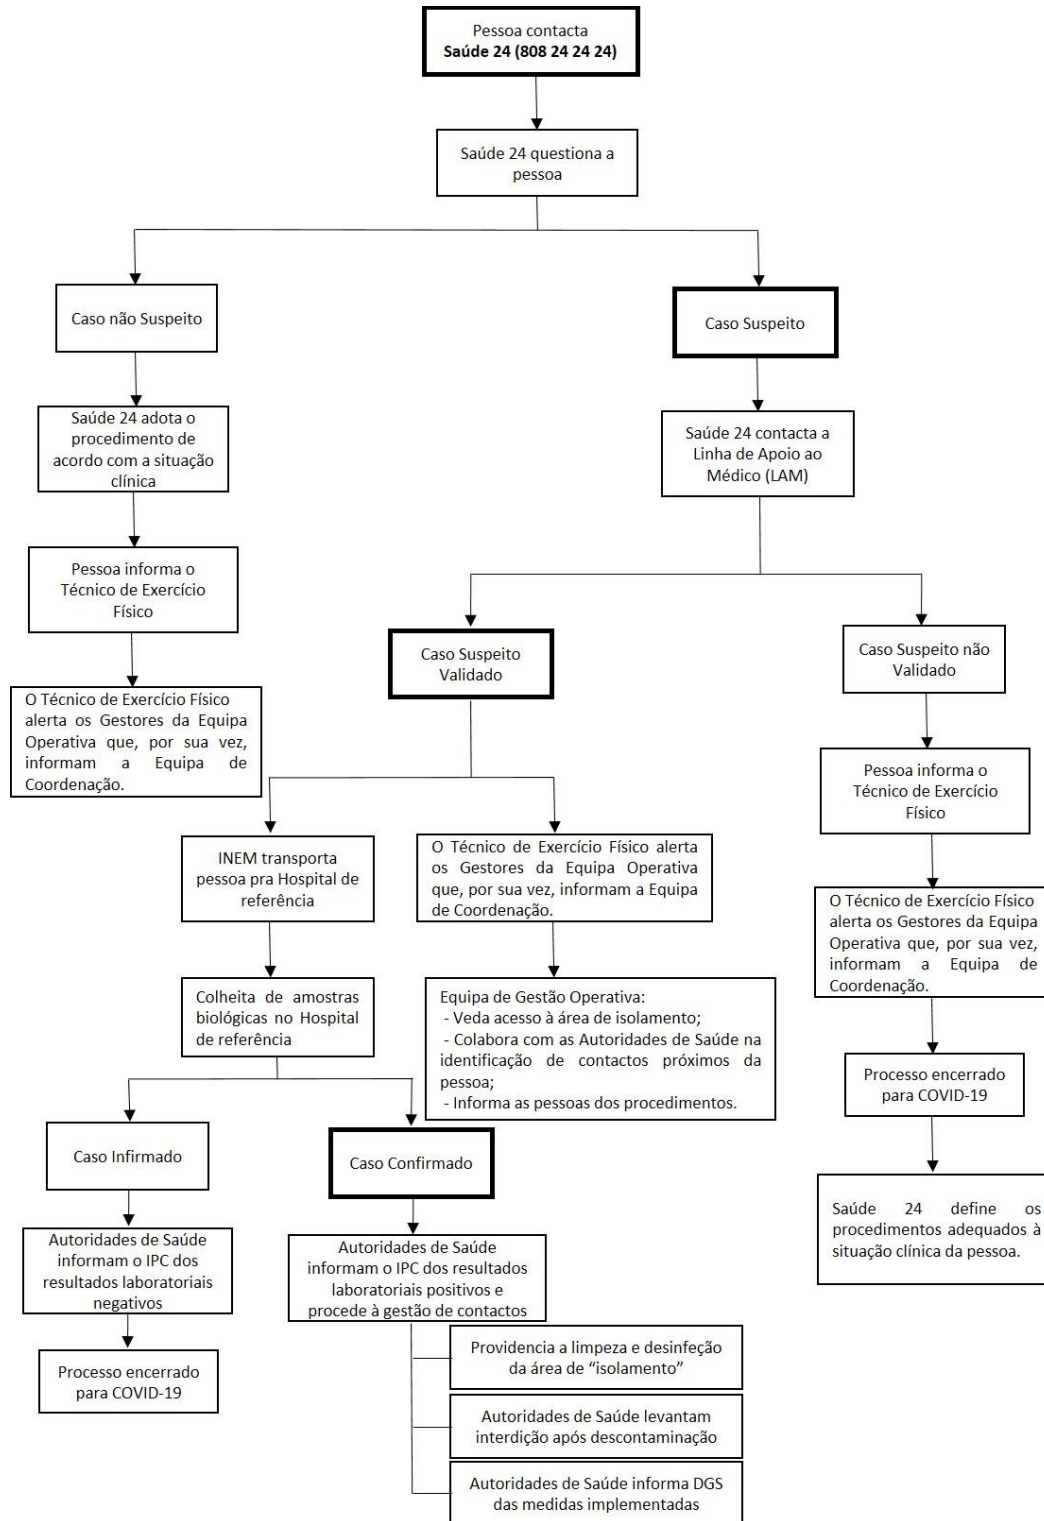 Pessoa contacta
Saúde 24 (808 24 24 24)
Saúde 24 questiona a
pessoa
Caso não Suspeito
Caso Suspeito
Saúde 24 adota o
procedimento de
acordo com a situação
clínica
Saúde 24 contacta a
Linha de Apoio ao
Médico (LAM)
Pessoa informa o
Técnico de Exercício
Físico
Caso Suspeito
Validado
Caso Suspeito não
Validado
O Técnico de Exercício Físico
alerta os Gestores da Equipa
Operativa que, por sua vez,
informam a Equipa de
Coordenação.
Pessoa informa o
Técnico de Exercício
Físico
INEM transporta
pessoa pra Hospital de
referência
O Técnico de Exercício Físico alerta
os Gestores da Equipa Operativa
que, por sua vez, informam a Equipa
de Coordenação.
O Técnico de Exercício Físico
alerta os Gestores da Equipa
Operativa que, por sua vez,
informam a Equipa de
Coordenação.
Colheita de amostras
biológicas no Hospital
de referência
Equipa de Gestão Operativa:
- Veda acesso à área de isolamento;
- Colabora com as Autoridades de Saúde na
identificação de contactos próximos da
pessoa;
- Informa as pessoas dos procedimentos.
Processo encerrado
para COVID-19
Caso Infirmado
Caso Confirmado
Saúde 24 define os
procedimentos adequados à
situação clínica da pessoa.
Autoridades de Saúde
informam o IPC dos
resultados laboratoriais
negativos
Autoridades de Saúde
informam o IPC dos resultados
laboratoriais positivos e
procede à gestão de contactos
Processo encerrado
para COVID-19
Providencia a limpeza e desinfeção
da área de “isolamento”
Autoridades de Saúde levantam
interdição após descontaminação
Autoridades de Saúde informa DGS
das medidas implementadas